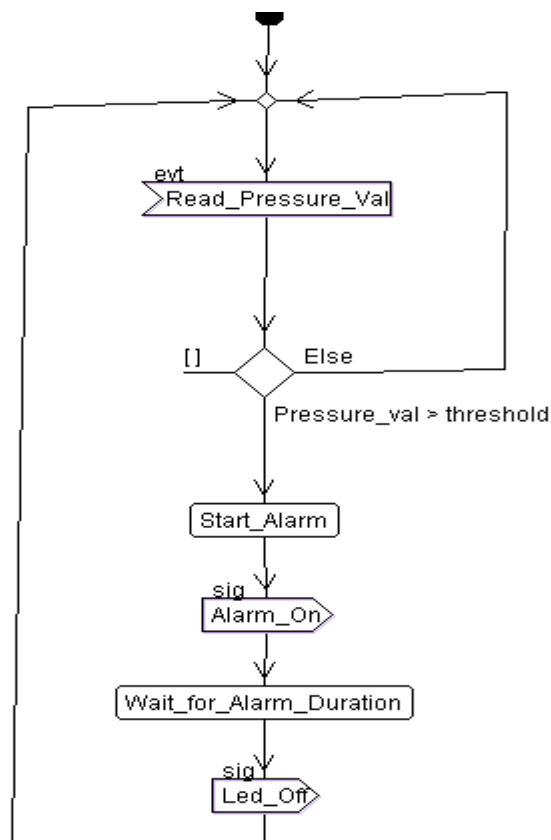 evt
Read_Pressure_Val
[ ]
Else
Pressure_val > threshold
Start_Alarm
sig
Alarm_On
Wait_for_Alarm_Duration
sig
Led_Off